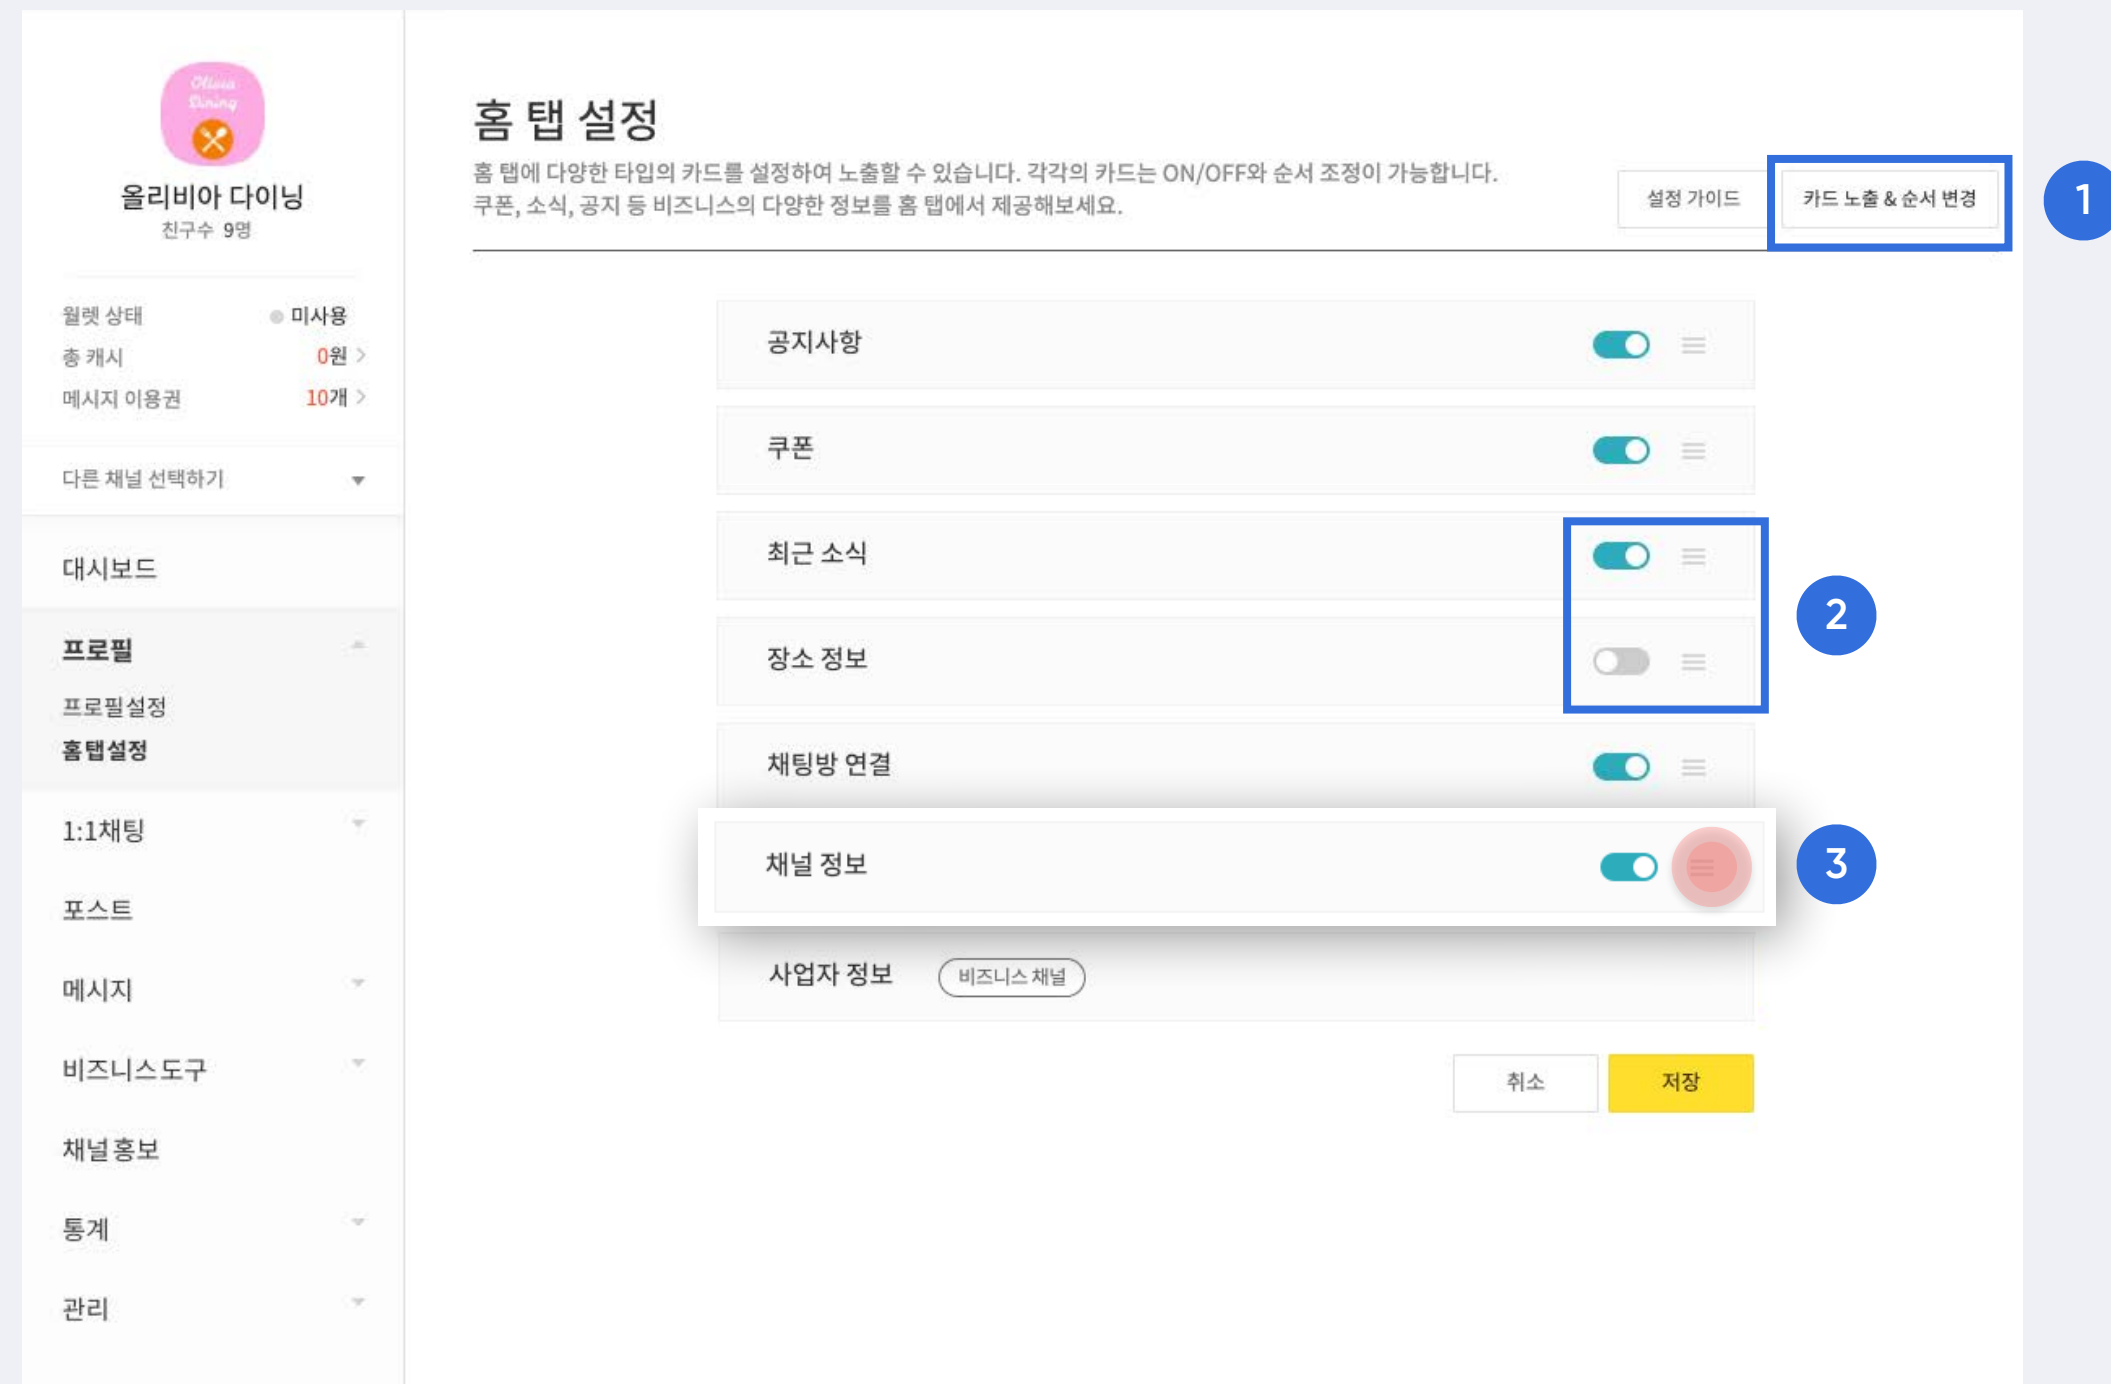 Olivia
Dining
올리비아 다이닝
친구수 9명
월렛 상태 미사용
총 캐시 0원
메시지 이용권 10개
다른 채널 선택하기
대시보드
프로필
프로필설정
홈탭설정
1:1채팅
포스트
메시지
비즈니스도구
채널홍보
통계
관리
홈 탭 설정
홈 탭에 다양한 타입의 카드를 설정하여 노출할 수 있습니다. 각각의 카드는 ON/OFF와 순서 조정이 가능합니다.
쿠폰, 소식, 공지 등 비즈니스의 다양한 정보를 홈 탭에서 제공해보세요.
설정 가이드
카드 노출 & 순서 변경
1
공지사항
쿠폰
최근 소식
장소 정보
2
채팅방 연결
채널 정보
3
사업자 정보 비즈니스 채널
취소
저장